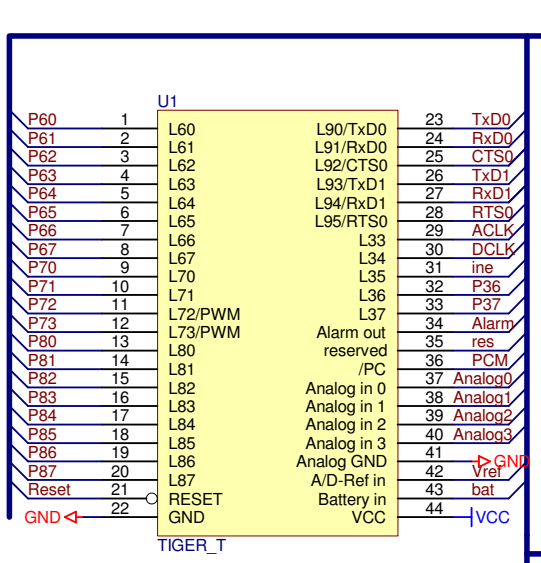 U1
P60 1 L60 L90/TxD0 23 TxD0
P61 2 L61 L91/RxD0 24 RxD0
P62 3 L62 L92/CTS0 25 CTS0
P63 4 L63 L93/TxD1 26 TxD1
P64 5 L64 L94/RxD1 27 RxD1
P65 6 L65 L95/RTS0 28 RTS0
P66 7 L66 L33 29 ACLK
P67 8 L67 L34 30 DCLK
P70 9 L70 L35 31 ine
P71 10 L71 L36 32 P36
P72 11 L72/PWM L37 33 P37
P73 12 L73/PWM Alarm out 34 Alarm
P80 13 L80 reserved 35 res
P81 14 L81 /PC 36 PCM
P82 15 L82 Analog in 0 37 Analog0
P83 16 L83 Analog in 1 38 Analog1
P84 17 L84 Analog in 2 39 Analog2
P85 18 L85 Analog in 3 40 Analog3
P86 19 L86 Analog GND 41 GND
P87 20 L87 A/D-Ref in 42 Vref
Reset 21 RESET Battery in 43 bat
GND 22 GND VCC 44 VCC
TIGER_T